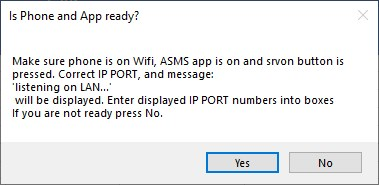 Is Phone and App ready?
Make sure phone is on Wifi, ASMS app is on and srvon button is
pressed. Correct IP PORT, and message:
'listening on LAN...'
will be displayed. Enter displayed IP PORT numbers into boxes
If you are not ready press No.
Yes No